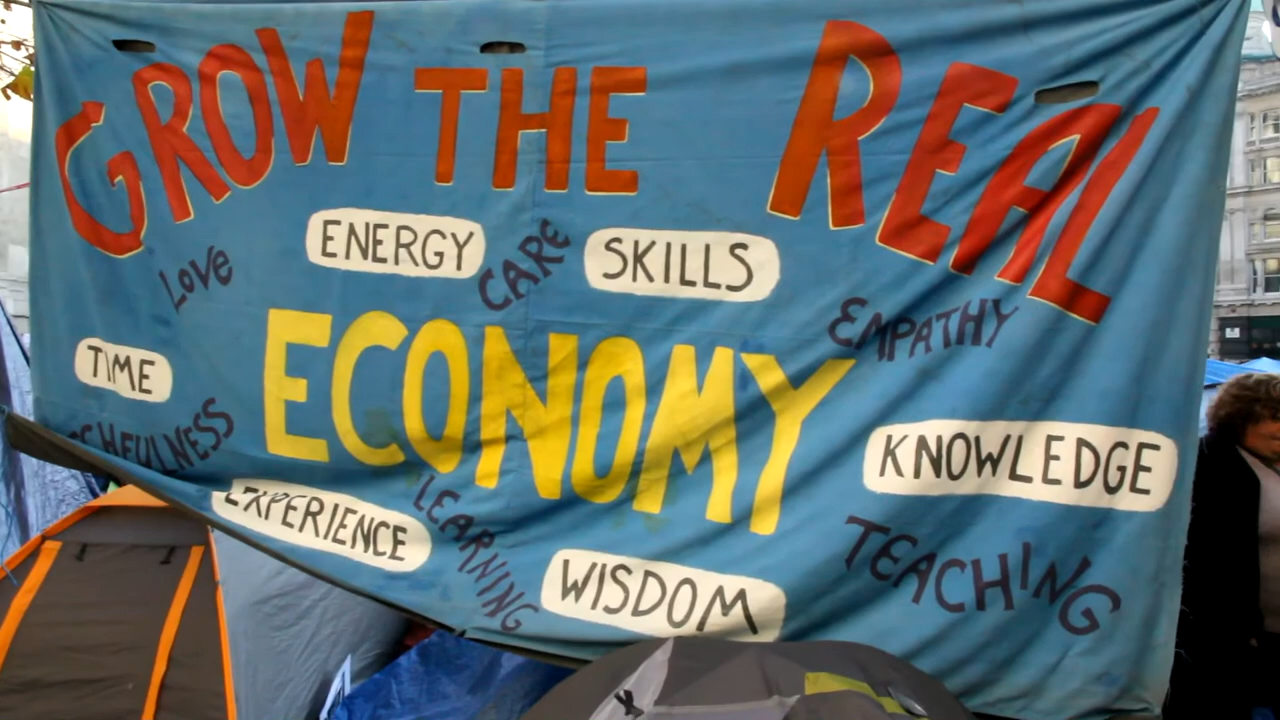 GROW THE REAL
LOVE
ENERGY
CARE
SKILLS
EMPATHY
ECONOMY
TIME
KNOWLEDGE
EXPERIENCE
LEARNING
WISDOM
TEACHING